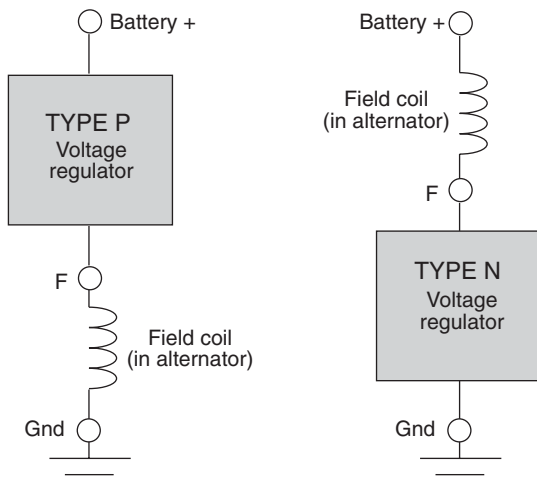 Battery +
TYPE P
Voltage
regulator
F
Field coil
(in alternator)
Gnd
Battery +
Field coil
(in alternator)
F
TYPE N
Voltage
regulator
Gnd